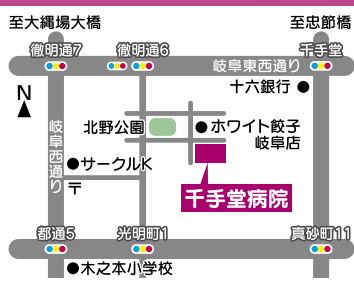 至大縄場大橋
至忠節橋
徹明通7
徹明通6
千手堂
岐阜東西通り
十六銀行
N
北野公園
ホワイト餃子
岐阜店
岐阜西通り
サークルK
〒
千手堂病院
都通5
光明町1
真砂町11
木之本小学校